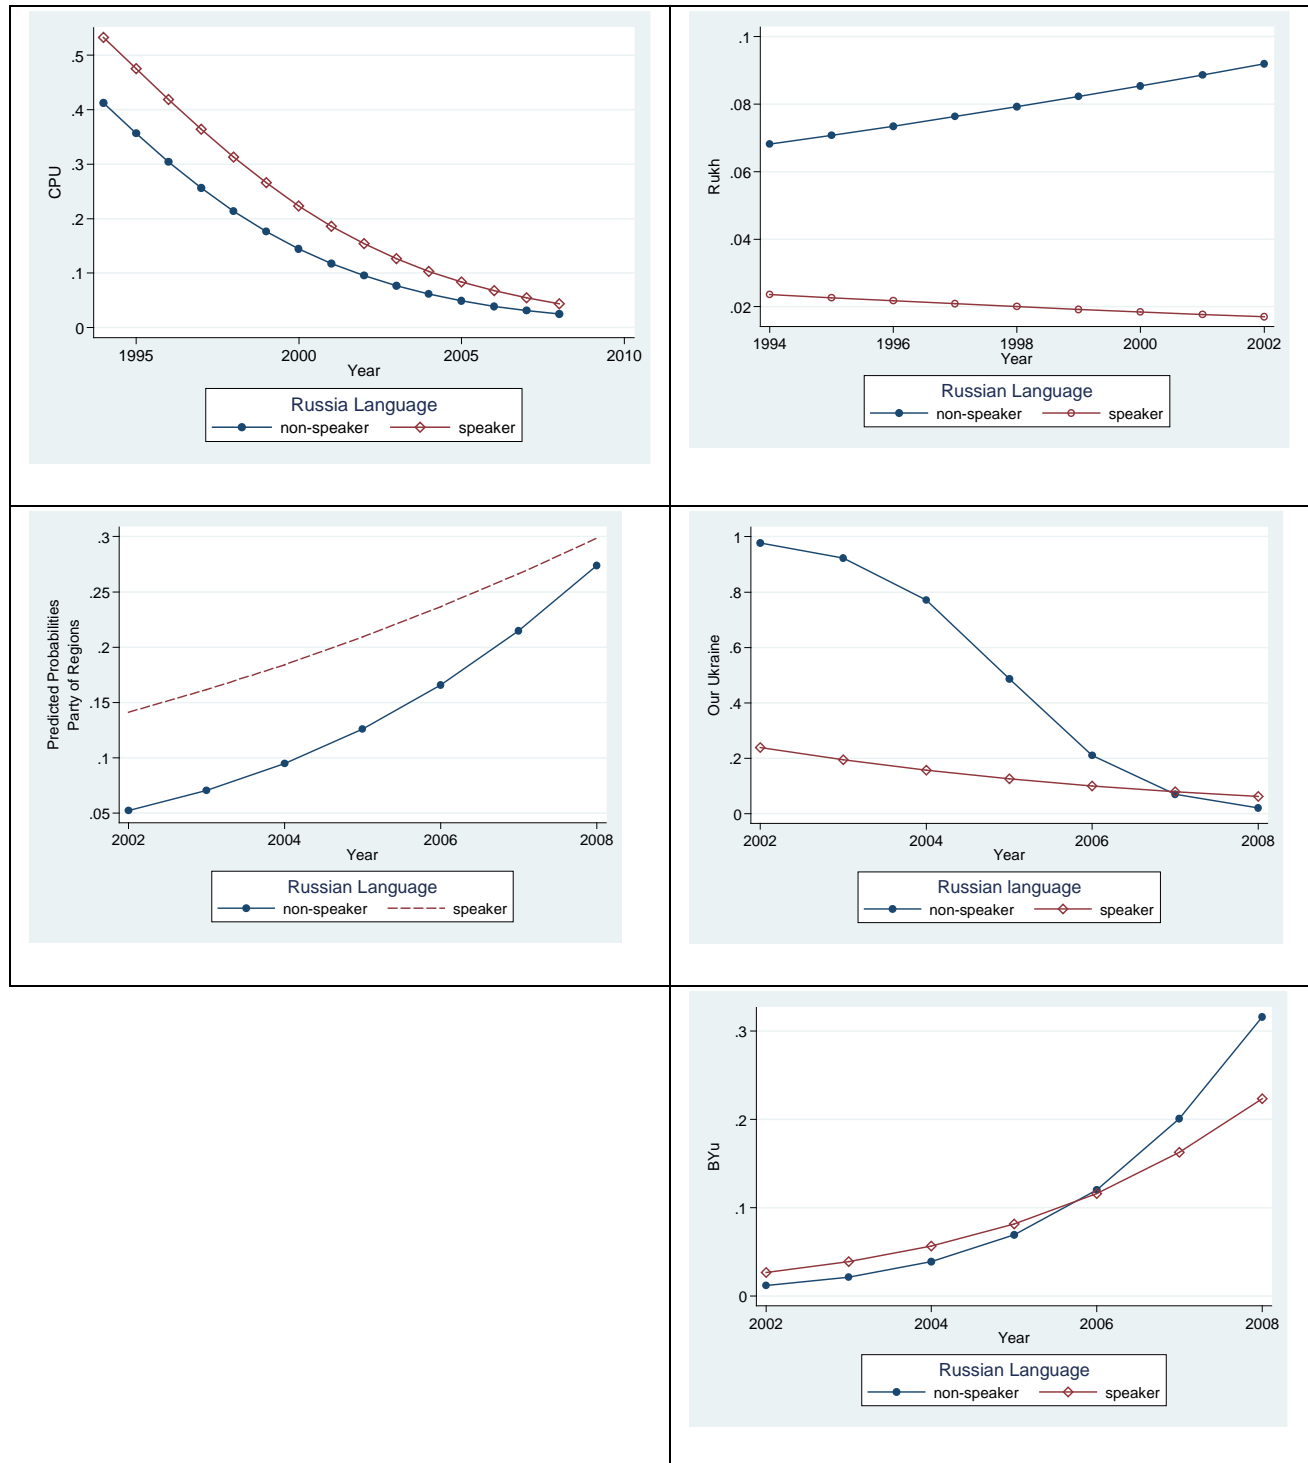 .5
.4
.3
.2
.1
0
CPU
1995 2000 2005 2010
Year
Russia Language
non-speaker speaker
.1
.08
.06
.04
.02
Rukh
1994 1996 1998 2000 2002
Year
Russian Language
non-speaker speaker
.3
.25
.2
.15
.1
.05
Predicted Probabilities
Party of Regions
2002 2004 2006 2008
Year
Russian Language
non-speaker speaker
1
.8
.6
.4
.2
0
Our Ukraine
2002 2004 2006 2008
Year
Russian language
non-speaker speaker
.3
.2
.1
0
BYu
2002 2004 2006 2008
Year
Russian Language
non-speaker speaker